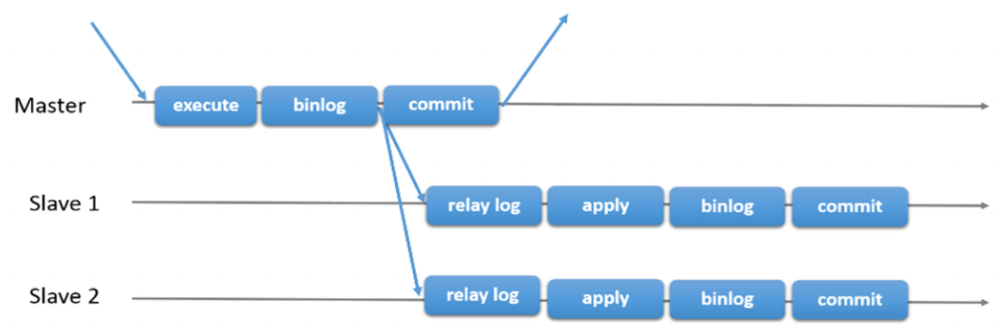 Master execute binlog commit
Slave 1 relay log apply binlog commit
Slave 2 relay log apply binlog commit